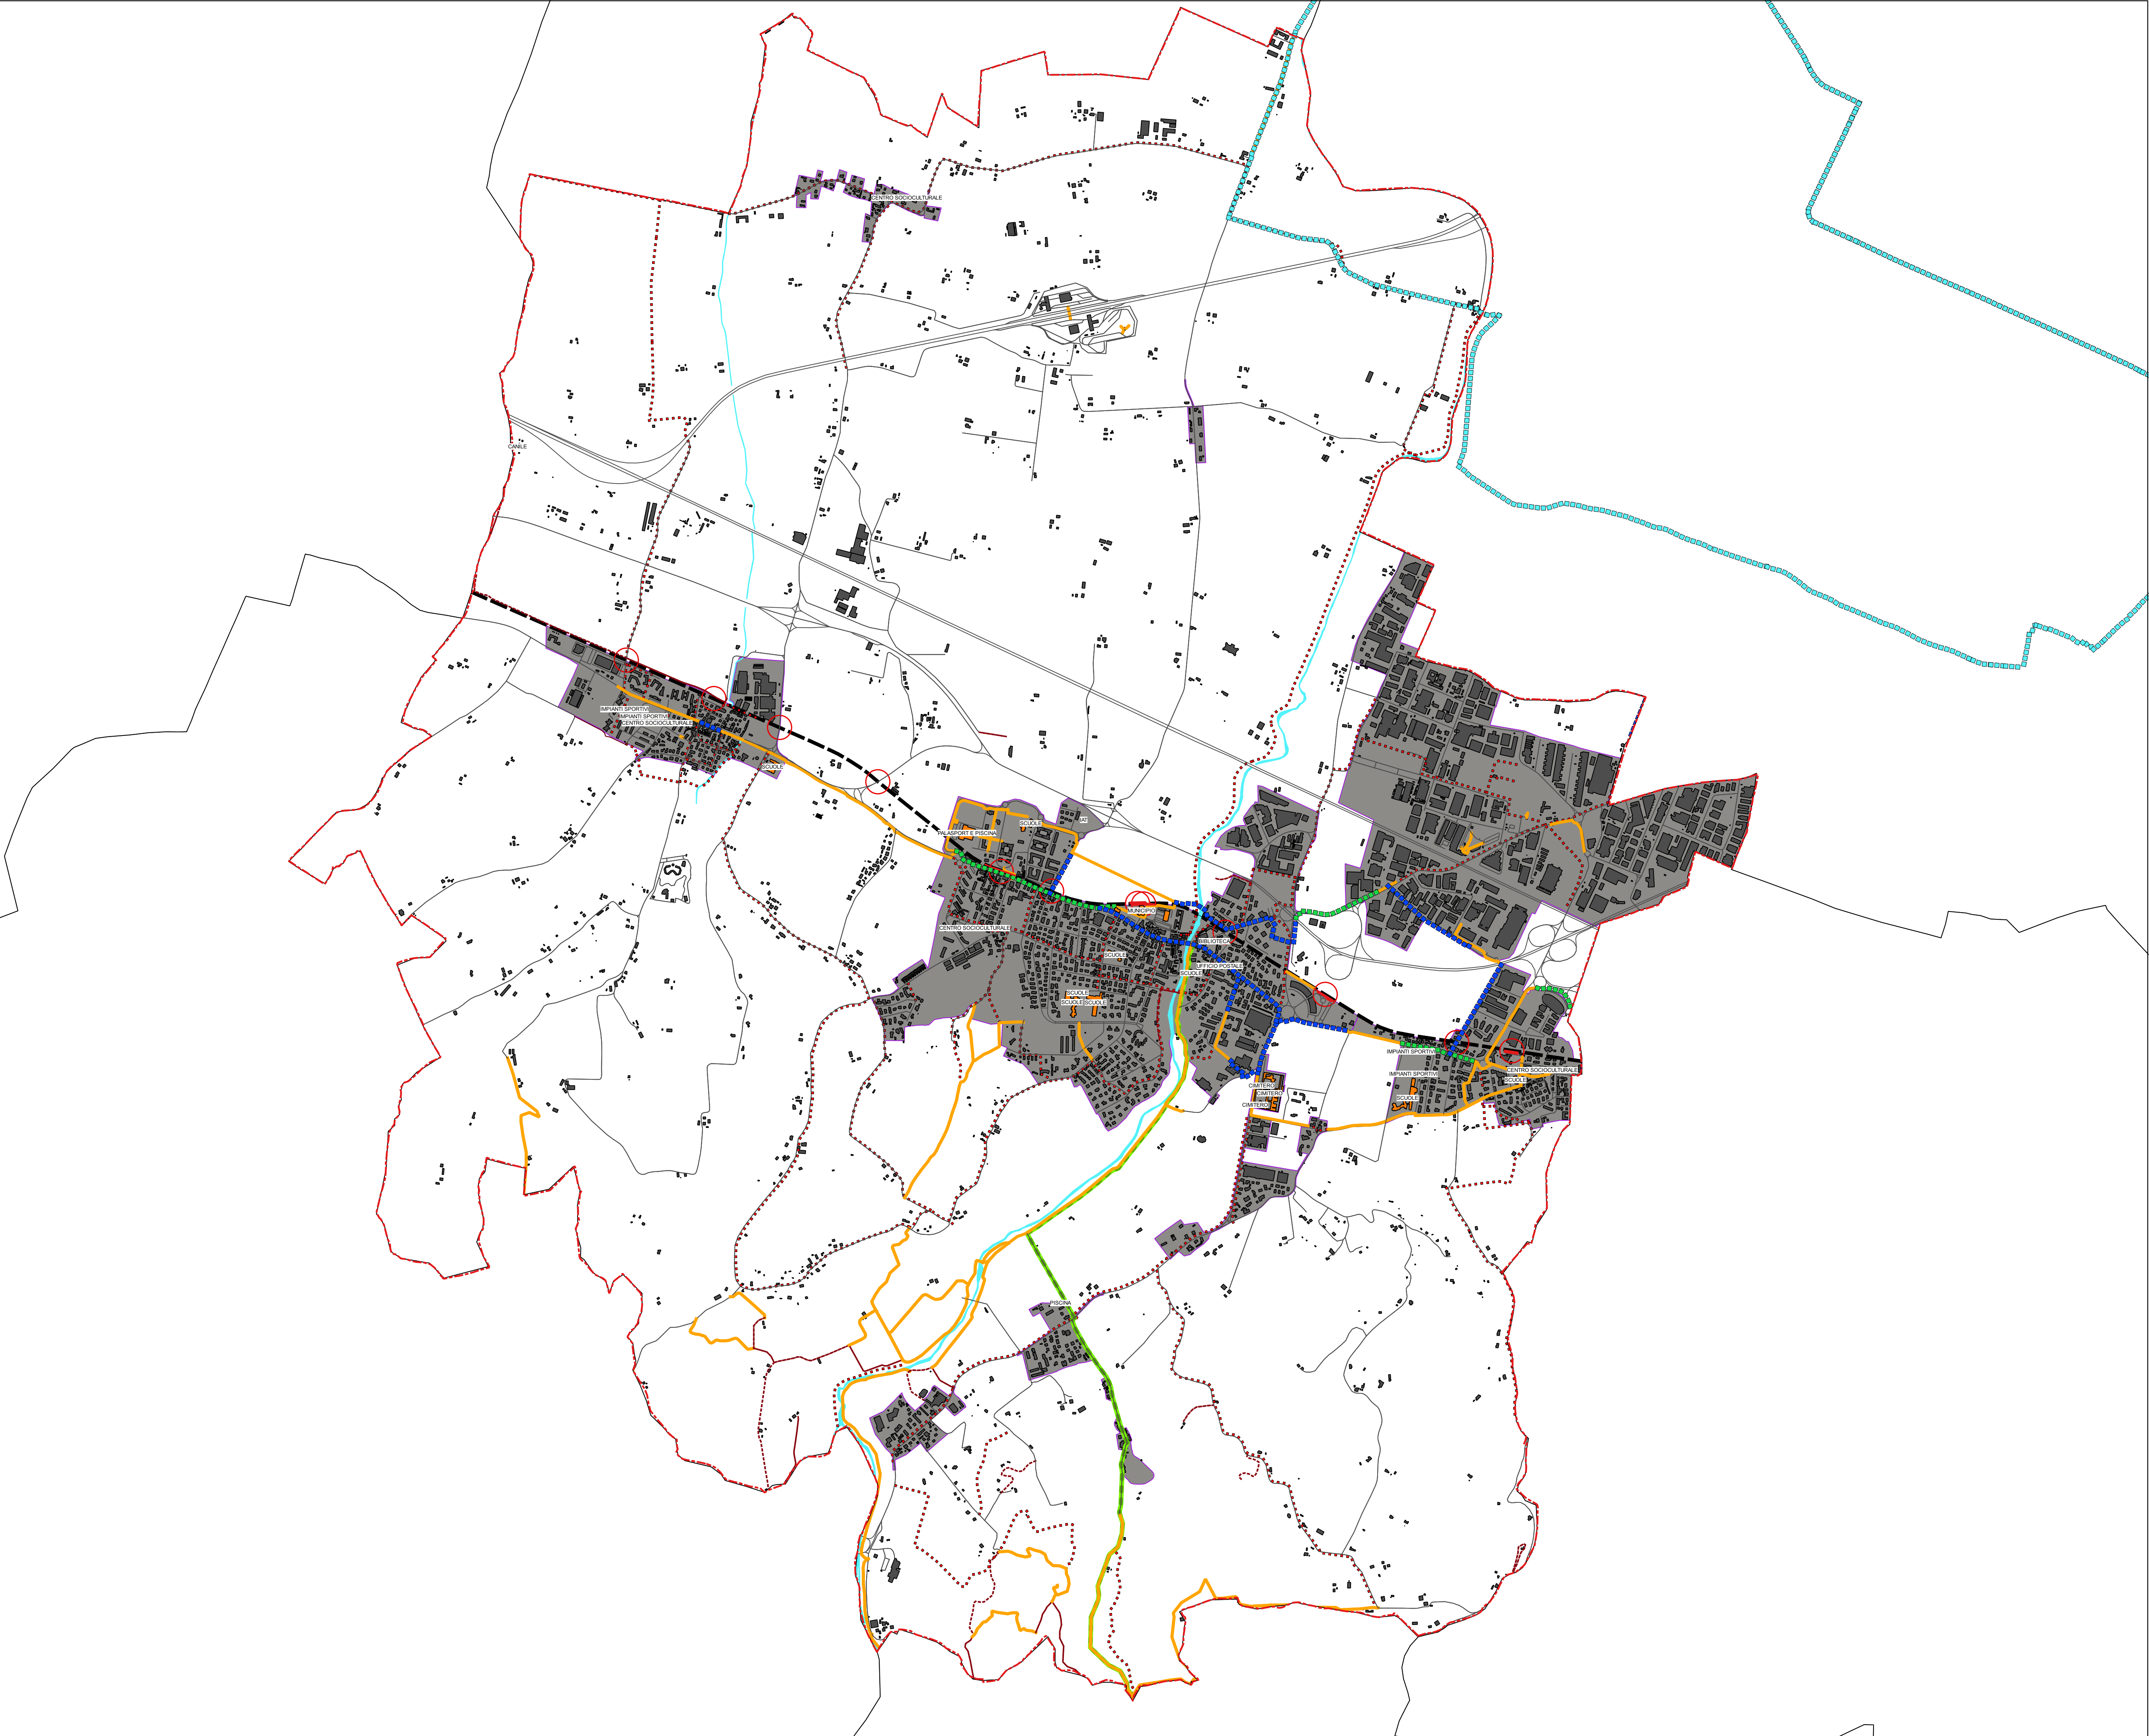 CENTRO SOCIOCULTURALE
CANILE
IMPIANTI SPORTIVI
IMPIANTI SPORTIVI
CENTRO SOCIOCULTURALE
SCUOLE
SCUOLE
PALASPORT E PISCINA
MUNICIPIO
CENTRO SOCIOCULTURALE
BIBLIOTECA
SCUOLE
UFFICIO POSTALE
SCUOLE
SCUOLE
SCUOLE
SCUOLE
IMPIANTI SPORTIVI
CENTRO SOCIOCULTURALE
IMPIANTI SPORTIVI
SCUOLE
CIMITERO
CIMITERO
SCUOLE
CIMITERO
PISCINA